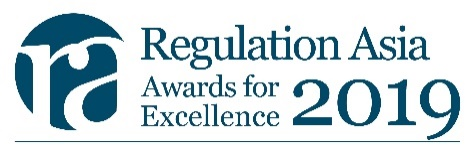 ra
Regulation Asia
Awards for
Excellence 2019